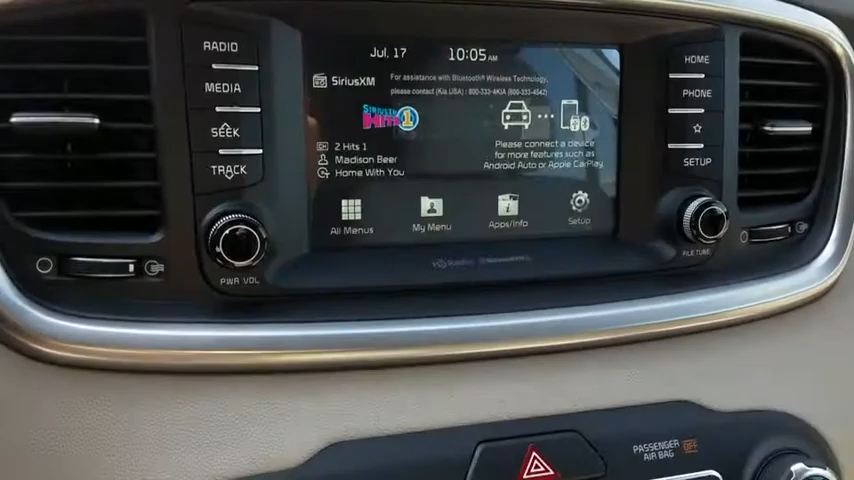 RADIO
MEDIA
SEEK
TRACK
PWR VOL
Jul. 17
10:05 AM
SiriusXM
For assistance with Bluetooth® Wireless Technology,
please contact (Kia USA) : 800-333-4KIA (800-333-4542)
SIRIUSXM
HITS 1
2 Hits 1
Madison Beer
Home With You
Please connect a device
for more features such as
Android Auto or Apple CarPlay.
All Menus
My Menu
Apps/Info
Setup
HOME
PHONE
SETUP
FILE TUNE
PASSENGER
AIR BAG OFF